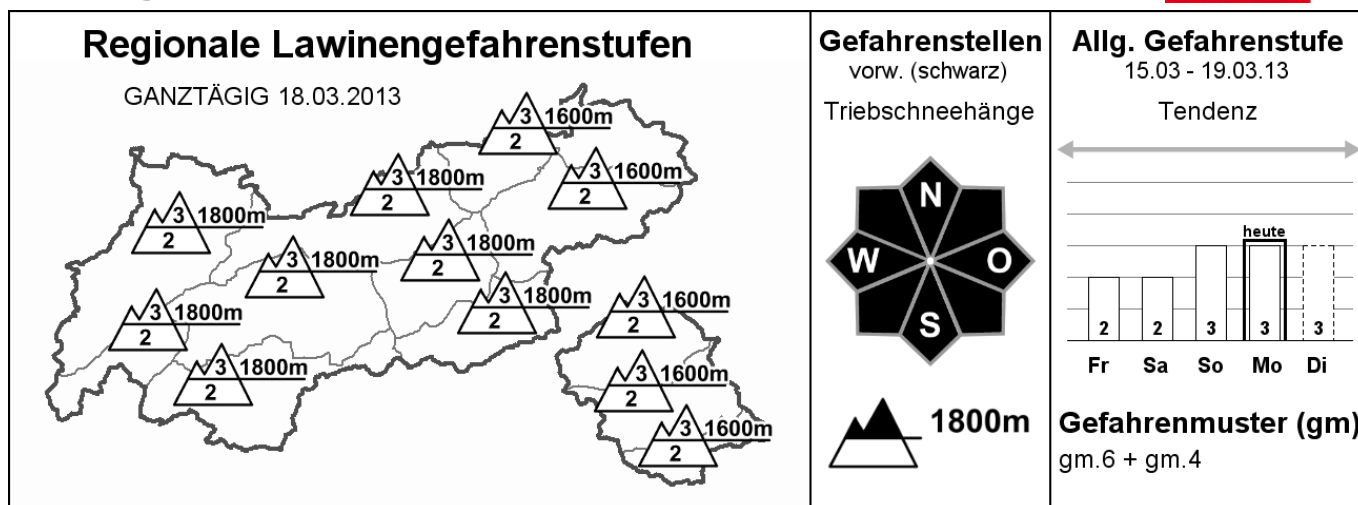 Regionale Lawinengefahrenstufen
GANZTÄGIG 18.03.2013
3 1600m
2
3 1800m
2
3 1600m
2
3 1800m
2
3 1800m
2
3 1800m
2
3 1800m
2
3 1800m
2
3 1600m
2
3 1800m
2
3 1600m
2
3 1600m
2
Gefahrenstellen
vorw. (schwarz)
Triebschneehänge
N
W
O
S
1800m
Allg. Gefahrenstufe
15.03 - 19.03.13
Tendenz
heute
2 2 3 3 3
Fr Sa So Mo Di
Gefahrenmuster (gm)
gm.6 + gm.4